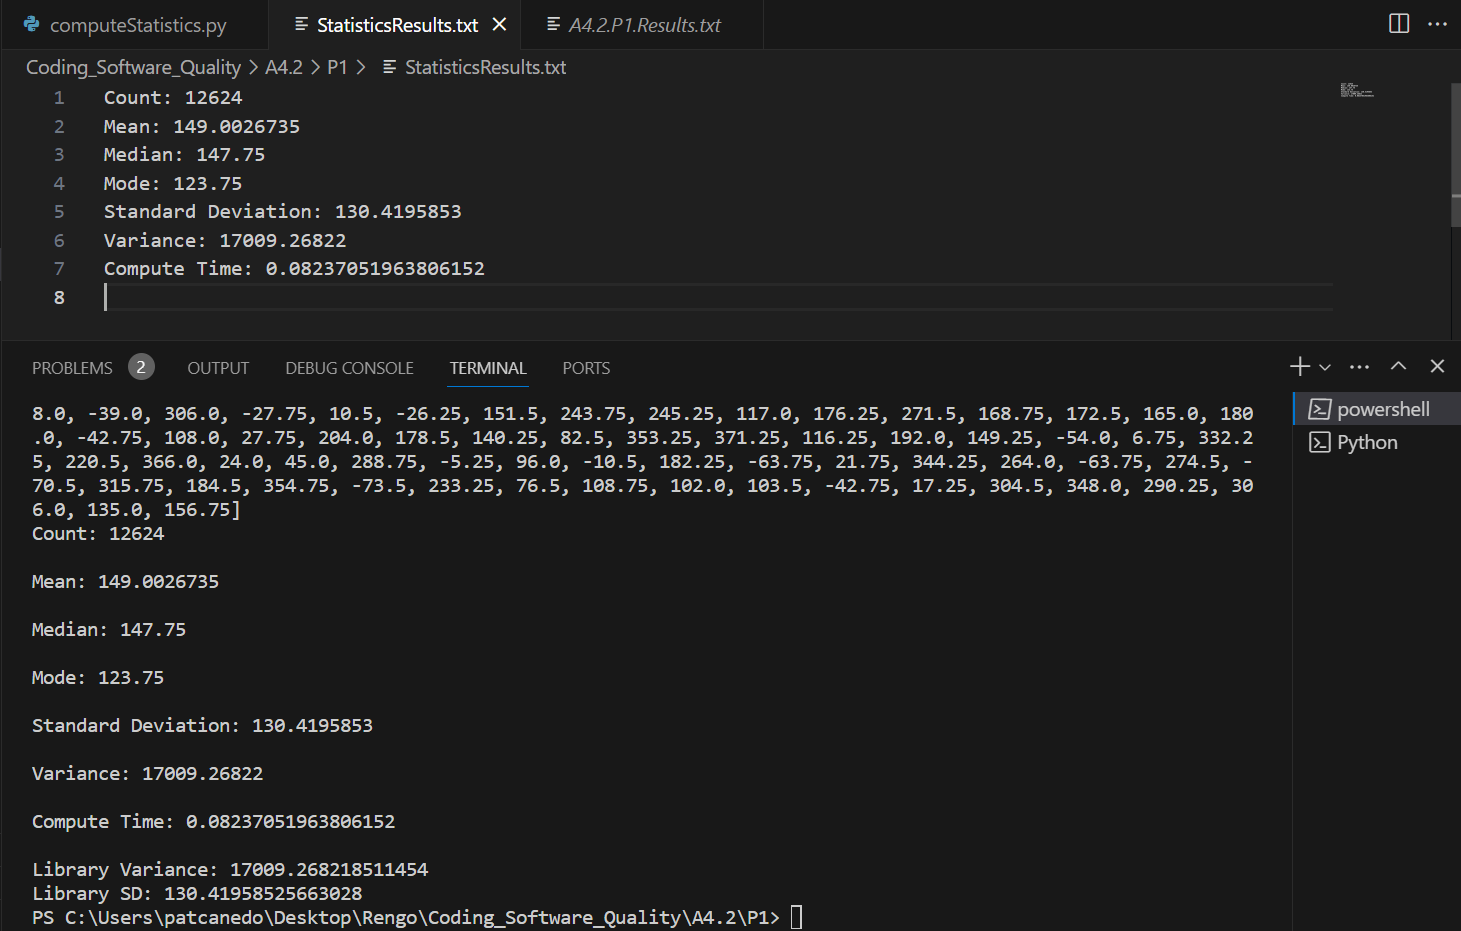 computeStatistics.py
StatisticsResults.txt
A4.2.P1.Results.txt
Coding_Software_Quality > A4.2 > P1 > StatisticsResults.txt
1 Count: 12624
2 Mean: 149.0026735
3 Median: 147.75
4 Mode: 123.75
5 Standard Deviation: 130.4195853
6 Variance: 17009.26822
7 Compute Time: 0.08237051963806152
8
PROBLEMS 2 OUTPUT DEBUG CONSOLE TERMINAL PORTS
8.0, -39.0, 306.0, -27.75, 10.5, -26.25, 151.5, 243.75, 245.25, 117.0, 176.25, 271.5, 168.75, 172.5, 165.0, 180
.0, -42.75, 108.0, 27.75, 204.0, 178.5, 140.25, 82.5, 353.25, 371.25, 116.25, 192.0, 149.25, -54.0, 6.75, 332.2
5, 220.5, 366.0, 24.0, 45.0, 288.75, -5.25, 96.0, -10.5, 182.25, -63.75, 21.75, 344.25, 264.0, -63.75, 274.5, -
70.5, 315.75, 184.5, 354.75, -73.5, 233.25, 76.5, 108.75, 102.0, 103.5, -42.75, 17.25, 304.5, 348.0, 290.25, 30
6.0, 135.0, 156.75]
Count: 12624
Mean: 149.0026735
Median: 147.75
Mode: 123.75
Standard Deviation: 130.4195853
Variance: 17009.26822
Compute Time: 0.08237051963806152
Library Variance: 17009.268218511454
Library SD: 130.41958525663028
PS C:\Users\patcanedo\Desktop\Rengo\Coding_Software_Quality\A4.2\P1>
powershell
Python